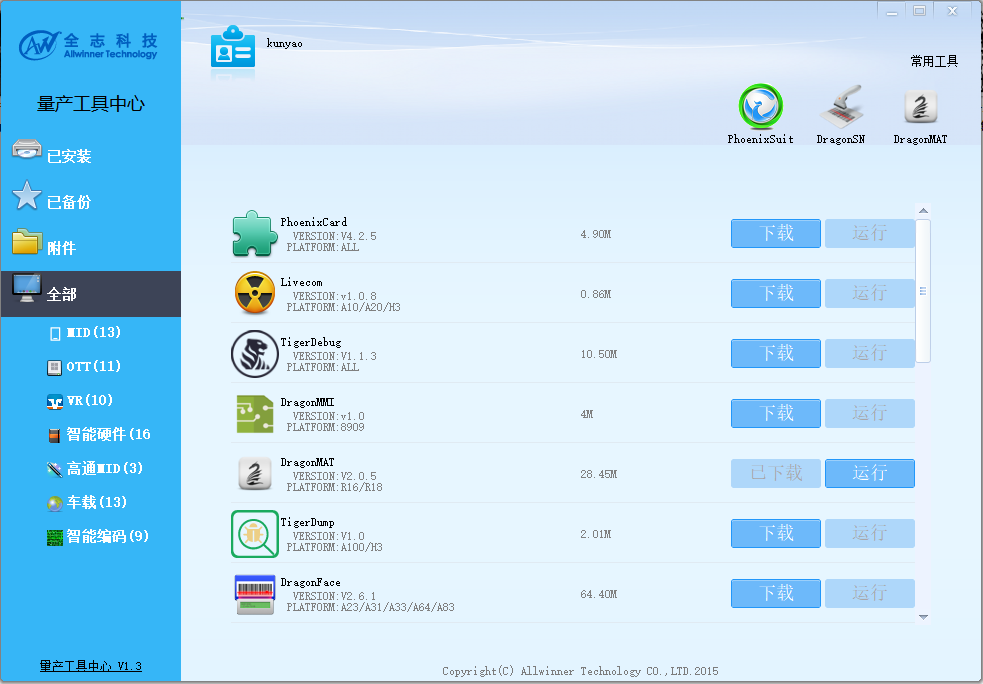 全志科技
Allwinner Technology
量产工具中心
已安装
已备份
附件
全部
MID(13)
OTT(11)
VR(10)
智能硬件(16
高通MID(3)
车载(13)
智能编码(9)
量产工具中心 V1.3
kunyao
常用工具
PhoenixSuit DragonSN DragonMAT
PhoenixCard
VERSION:V4.2.5
PLATFORM:ALL
4.90M
下载 运行
Livecom
VERSION:v1.0.8
PLATFORM:A10/A20/H3
0.86M
下载 运行
TigerDebug
VERSION:V1.1.3
PLATFORM:ALL
10.50M
下载 运行
DragonMMI
VERSION:v1.0
PLATFORM:8909
4M
下载 运行
DragonMAT
VERSION:V2.0.5
PLATFORM:R16/R18
28.45M
已下载 运行
TigerDump
VERSION:V1.0
PLATFORM:A100/H3
2.01M
下载 运行
DragonFace
VERSION:V2.6.1
PLATFORM:A23/A31/A33/A64/A83
64.40M
下载 运行
Copyright(C) Allwinner Technology CO.,LTD.2015